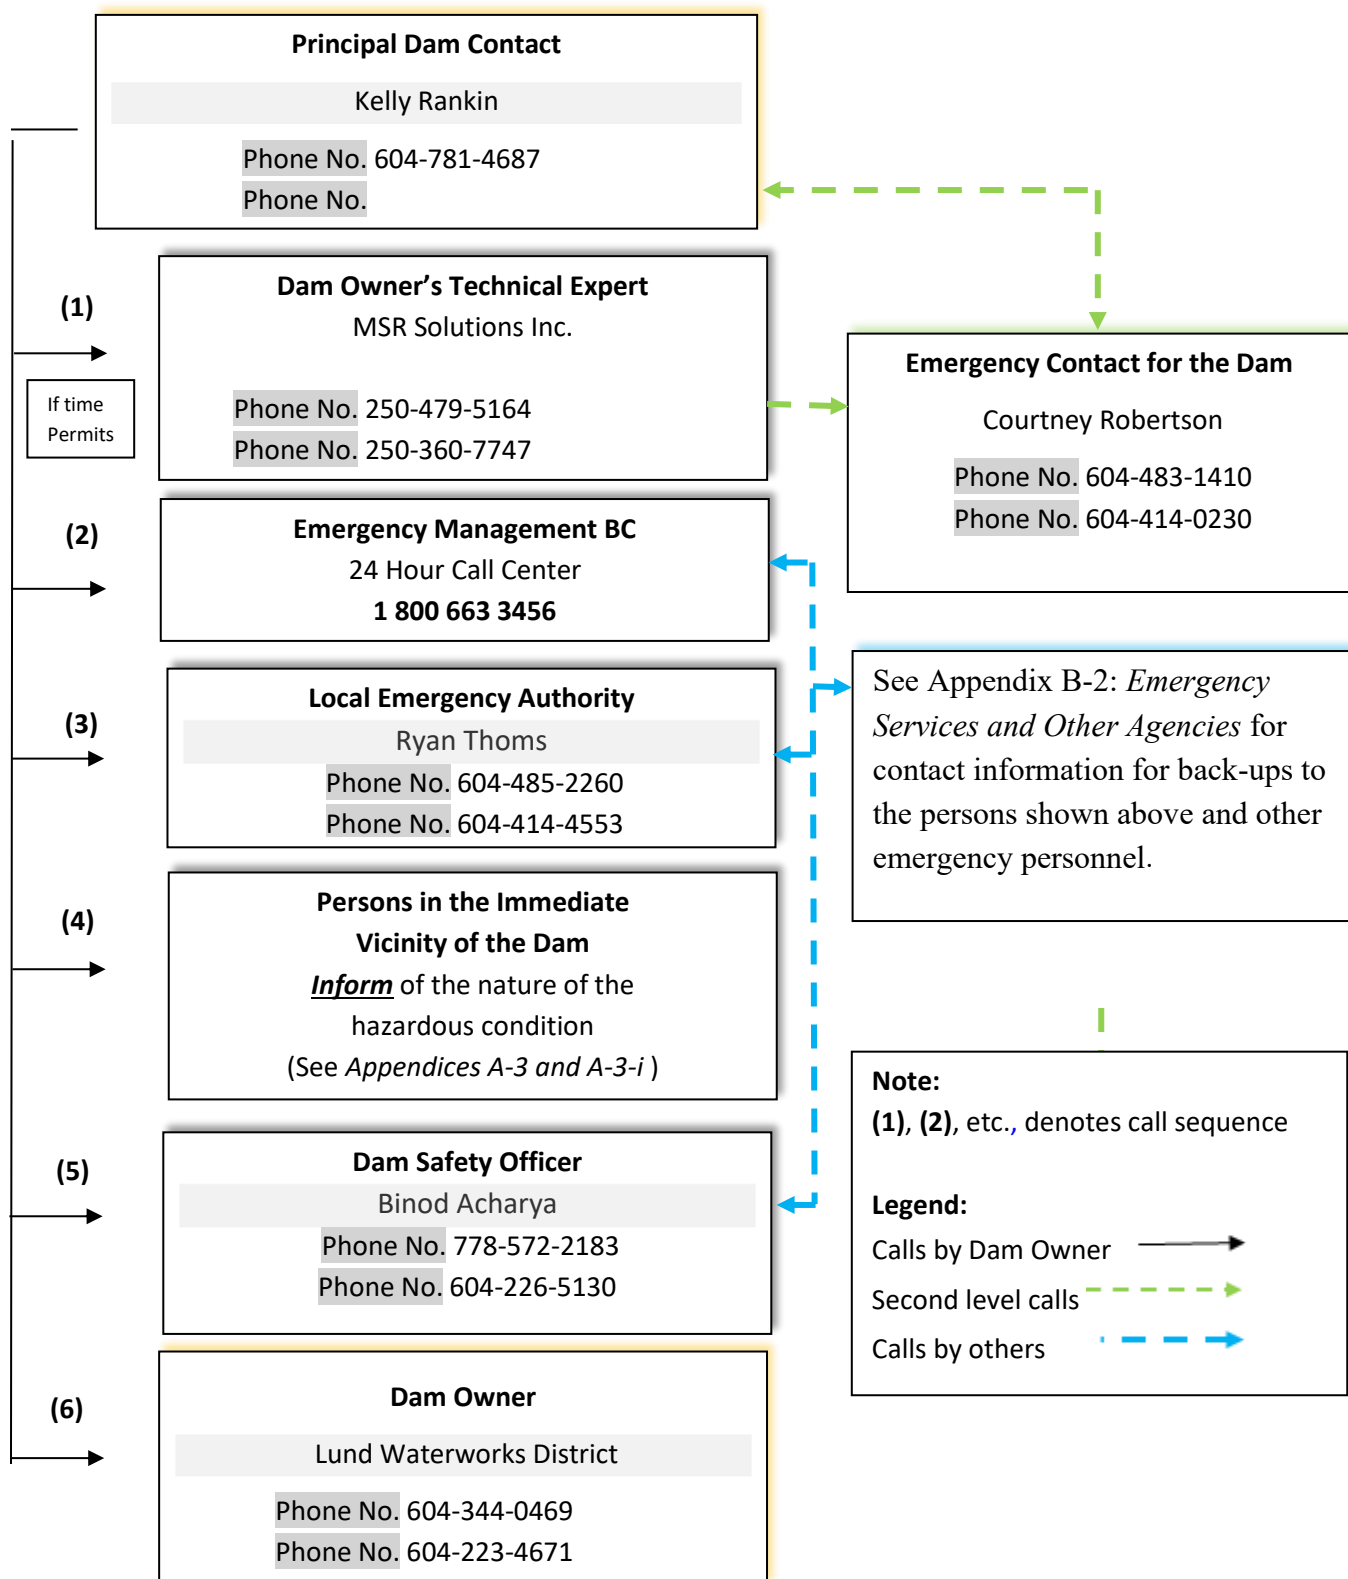 Principal Dam Contact
Kelly Rankin
Phone No. 604-781-4687
Phone No.
(1)
If time
Permits
Dam Owner’s Technical Expert
MSR Solutions Inc.
Phone No. 250-479-5164
Phone No. 250-360-7747
Emergency Contact for the Dam
Courtney Robertson
Phone No. 604-483-1410
Phone No. 604-414-0230
(2)
Emergency Management BC
24 Hour Call Center
1 800 663 3456
(3)
Local Emergency Authority
Ryan Thoms
Phone No. 604-485-2260
Phone No. 604-414-4553
See Appendix B-2: Emergency
Services and Other Agencies for
contact information for back-ups to
the persons shown above and other
emergency personnel.
(4)
Persons in the Immediate
Vicinity of the Dam
Inform of the nature of the
hazardous condition
(See Appendices A-3 and A-3-i )
(5)
Dam Safety Officer
Binod Acharya
Phone No. 778-572-2183
Phone No. 604-226-5130
Note:
(1), (2), etc., denotes call sequence
Legend:
Calls by Dam Owner
Second level calls
Calls by others
(6)
Dam Owner
Lund Waterworks District
Phone No. 604-344-0469
Phone No. 604-223-4671